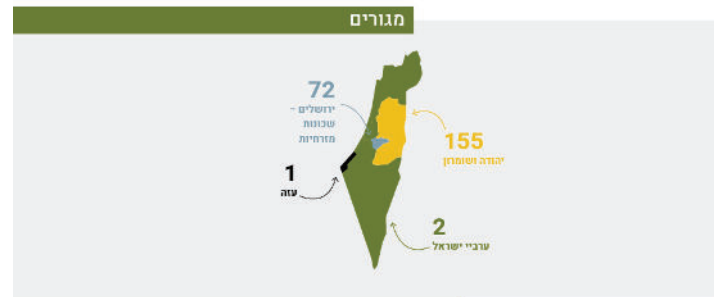 מגורים
72
ירושלים –
שכונות
מזרחיות
155
יהודה ושומרון
1
עזה
2
ערביי ישראל